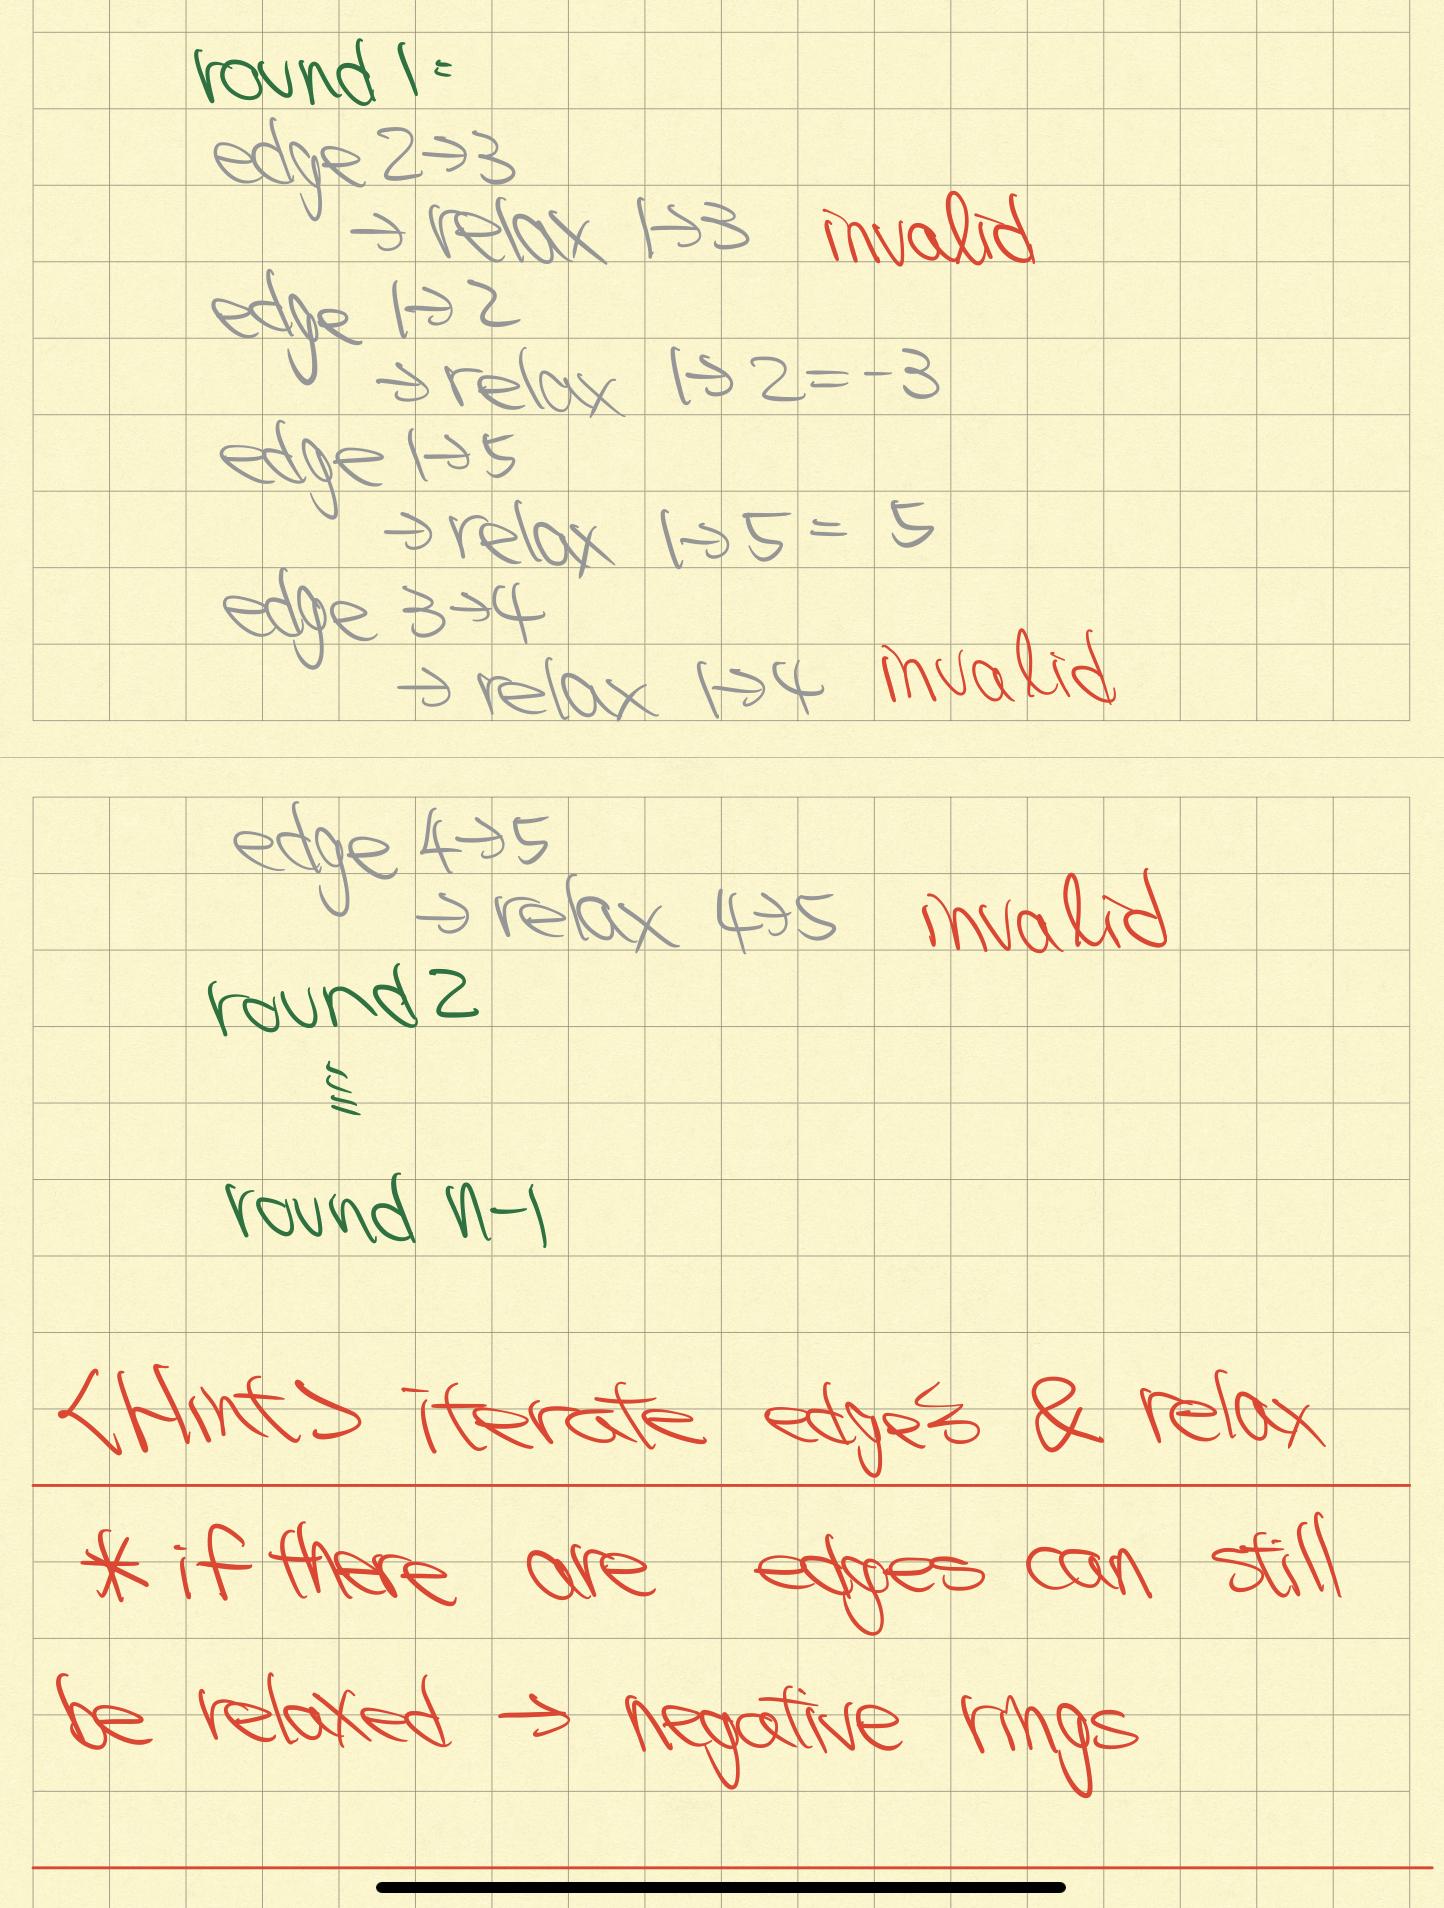 round 1 =
edge 2→3
→ relax 1→3 invalid
edge 1→2
→ relax 1→2 = -3
edge 1→5
→ relax 1→5 = 5
edge 3→4
→ relax 1→4 invalid
edge 4→5
→ relax 4→5 invalid
round 2
round n-1
<Hint> iterate edges & relax
* if there are edges can still
be relaxed → negative rings